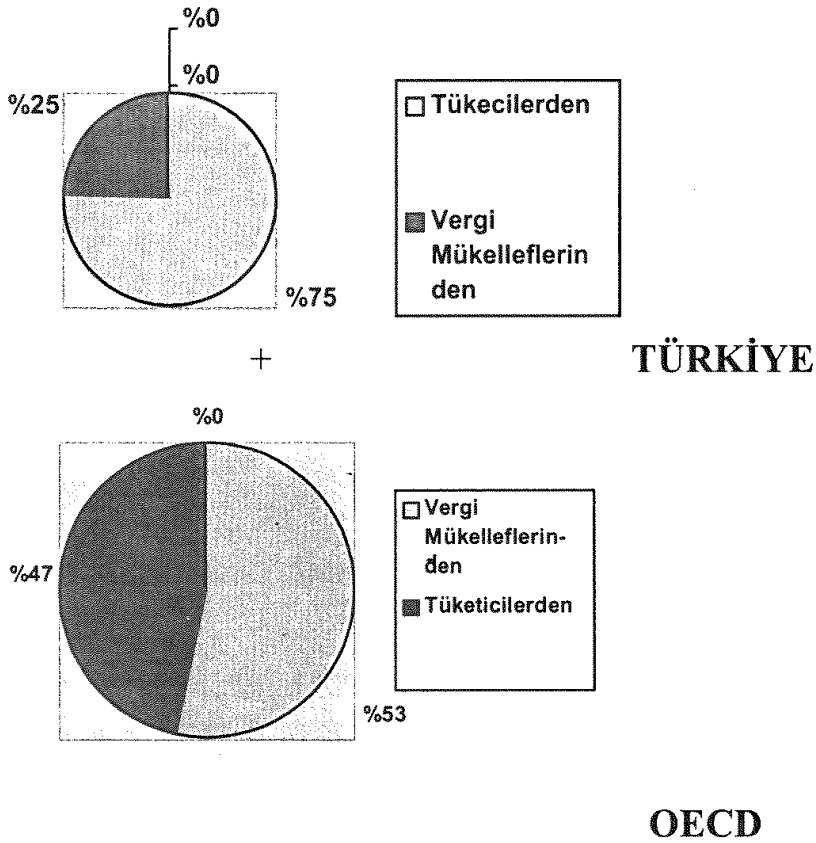 %0
%0
%25
Tükecilerden
Vergi
Mükelleflerin
den
%75
+
TÜRKİYE
%0
Vergi
Mükelleflerin-
den
%47
Tüketicilerden
%53
OECD